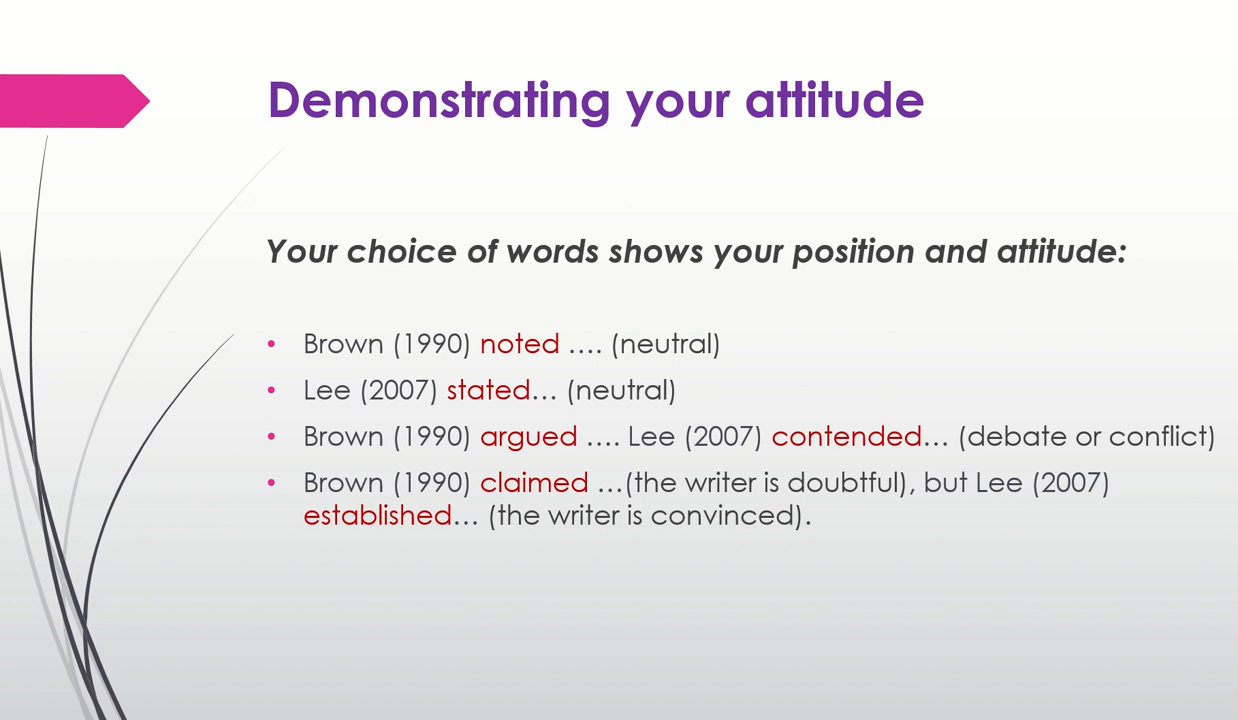 Demonstrating your attitude
Your choice of words shows your position and attitude:
• Brown (1990) noted …. (neutral)
• Lee (2007) stated… (neutral)
• Brown (1990) argued …. Lee (2007) contended… (debate or conflict)
• Brown (1990) claimed …(the writer is doubtful), but Lee (2007)
established… (the writer is convinced).